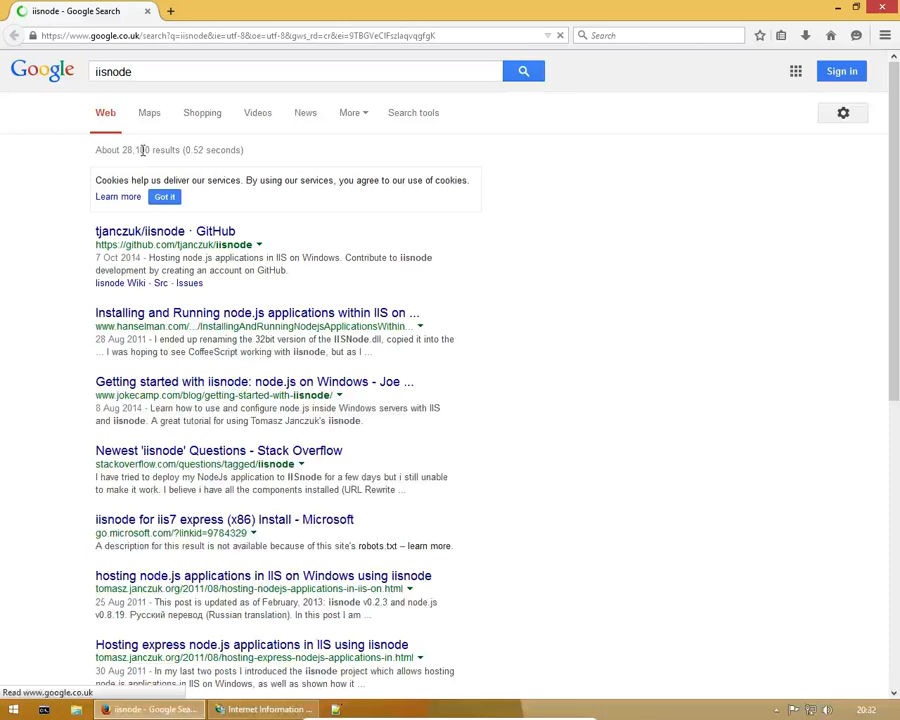 iisnode - Google Search
https://www.google.co.uk/search?q=iisnode&ie=utf-8&oe=utf-8&gws_rd=cr&ei=9TBGVeCIFszIaqvqgfgK
Search
Google
iisnode
Sign in
Web Maps Shopping Videos News More Search tools
About 28,100 results (0.52 seconds)
Cookies help us deliver our services. By using our services, you agree to our use of cookies.
Learn more Got it
tjanczuk/iisnode · GitHub
https://github.com/tjanczuk/iisnode
7 Oct 2014 - Hosting node.js applications in IIS on Windows. Contribute to iisnode
development by creating an account on GitHub.
Iisnode Wiki - Src - Issues
Installing and Running node.js applications within IIS on ...
www.hanselman.com/.../InstallingAndRunningNodejsApplicationsWithin...
28 Aug 2011 - I ended up renaming the 32bit version of the IISNode.dll, copied it into the
... I was hoping to see CoffeeScript working with iisnode, but as I ...
Getting started with iisnode: node.js on Windows - Joe ...
www.jokecamp.com/blog/getting-started-with-iisnode/
8 Aug 2014 - Learn how to use and configure node.js inside Windows servers with IIS
and iisnode. A great tutorial for using Tomasz Janczuk's iisnode.
Newest 'iisnode' Questions - Stack Overflow
stackoverflow.com/questions/tagged/iisnode
I have tried to deploy my NodeJs application to IISnode for a few days but i still unable
to make it work. I believe i have all the components installed (URL Rewrite ...
iisnode for iis7 express (x86) Install - Microsoft
go.microsoft.com/?linkid=9784329
A description for this result is not available because of this site's robots.txt – learn more.
hosting node.js applications in IIS on Windows using iisnode
tomasz.janczuk.org/2011/08/hosting-nodejs-applications-in-iis-on.html
25 Aug 2011 - This post is updated as of February, 2013: iisnode v0.2.3 and node.js
v0.8.19. Русский перевод (Russian translation). In this post I am ...
Hosting express node.js applications in IIS using iisnode
tomasz.janczuk.org/2011/08/hosting-express-nodejs-applications-in.html
30 Aug 2011 - In my last two posts I introduced the iisnode project which allows hosting
node.js applications in IIS on Windows, as well as shown how it ...
Read www.google.co.uk
iisnode - Google Sea... Internet Information ... 20:32